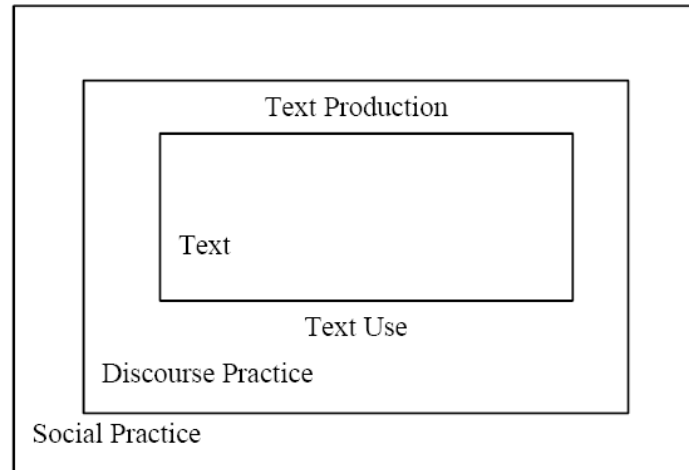 Text Production
Text
Text Use
Discourse Practice
Social Practice